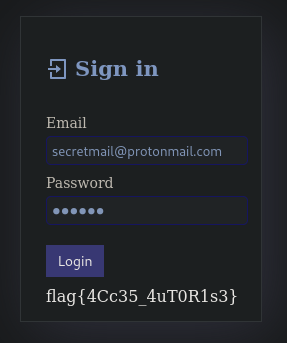 Sign in
Email
secretmail@protonmail.com
Password
●●●●●●
Login
flag{4Cc35_4uT0R1s3}